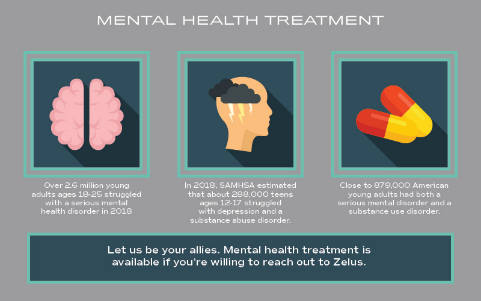 MENTAL HEALTH TREATMENT
Over 2.6 million young
adults ages 18-25 struggled
with a serious mental
health disorder in 2018
In 2018, SAMHSA estimated
that about 288,000 teens
ages 12-17 struggled
with depression and a
substance abuse disorder.
Close to 879,000 American
young adults had both a
serious mental disorder and a
substance use disorder.
Let us be your allies. Mental health treatment is
available if you're willing to reach out to Zelus.